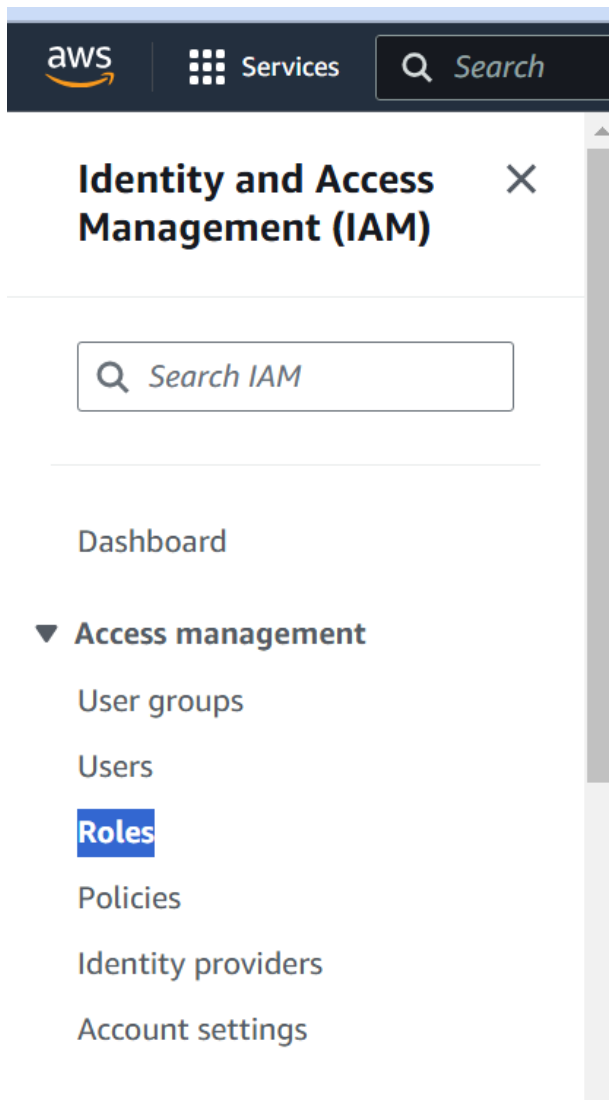 aws
Services
Search
Identity and Access
Management (IAM)
Search IAM
Dashboard
Access management
User groups
Users
Roles
Policies
Identity providers
Account settings